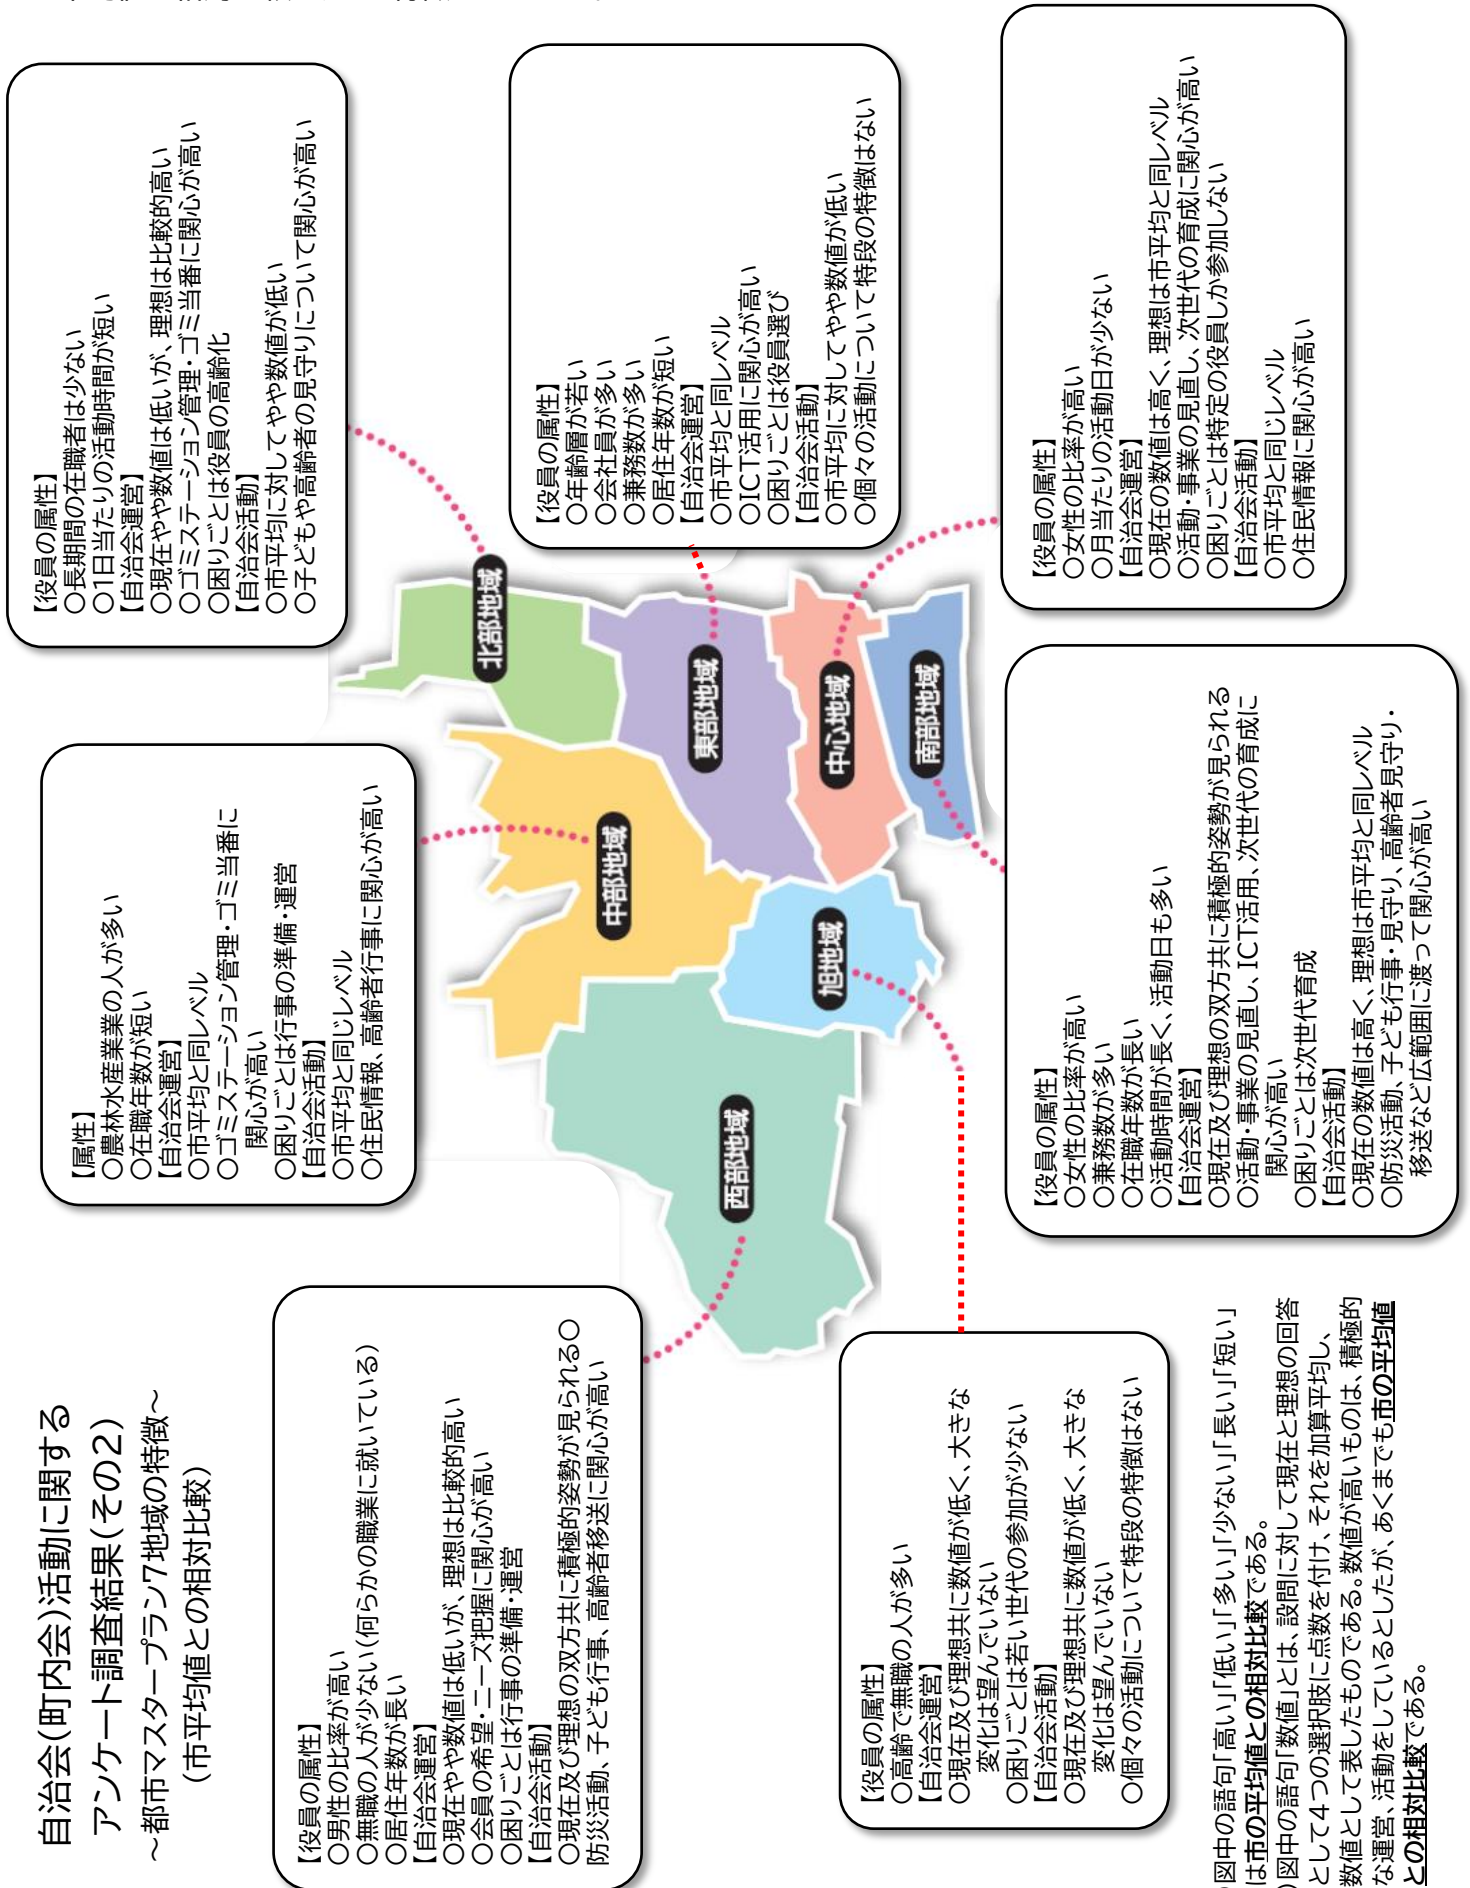 自治会(町内会)活動に関する
アンケート調査結果(その2)
～都市マスタープラン7地域の特徴～
(市平均値との相対比較)
【役員の属性】
○男性の比率が高い
○無職の人が少ない(何らかの職業に就いている)
○居住年数が長い
【自治会運営】
○現在やや数値は低いが、理想は比較的高い
○会員の希望・ニーズ把握に関心が高い
○困りごとは行事の準備・運営
【自治会活動】
○現在及び理想の双方共に積極的姿勢が見られる○
防災活動、子ども行事、高齢者移送に関心が高い
【属性】
○農林水産業業の人が多い
○在職年数が短い
【自治会運営】
○市平均と同レベル
○ゴミステーション管理・ゴミ当番に
関心が高い
○困りごとは行事の準備・運営
【自治会活動】
○市平均と同じレベル
○住民情報、高齢者行事に関心が高い
【役員の属性】
○長期間の在職者は少ない
○1日当たりの活動時間が短い
【自治会運営】
○現在やや数値は低いが、理想は比較的高い
○ゴミステーション管理・ゴミ当番に関心が高い
○困りごとは役員の高齢化
【自治会活動】
○市平均に対してやや数値が低い
○子どもや高齢者の見守りについて関心が高い
【役員の属性】
○年齢層が若い
○会社員が多い
○兼務数が多い
○居住年数が短い
【自治会運営】
○市平均と同レベル
○ICT活用に関心が高い
○困りごとは役員選び
【自治会活動】
○市平均に対してやや数値が低い
○個々の活動について特段の特徴はない
北部地域
中部地域
東部地域
西部地域
旭地域
中心地域
南部地域
【役員の属性】
○高齢で無職の人が多い
【自治会運営】
○現在及び理想共に数値が低く、大きな
変化は望んでいない
○困りごとは若い世代の参加が少ない
【自治会活動】
○現在及び理想共に数値が低く、大きな
変化は望んでいない
○個々の活動について特段の特徴はない
【役員の属性】
○女性の比率が高い
○兼務数が多い
○在職年数が長い
○活動時間が長く、活動日も多い
【自治会運営】
○現在及び理想の双方共に積極的姿勢が見られる
○活動・事業の見直し、ICT活用、次世代の育成に
関心が高い
○困りごとは次世代育成
【自治会活動】
○現在の数値は高く、理想は市平均と同レベル
○防災活動、子ども行事・見守り、高齢者見守り・
移送など広範囲に渡って関心が高い
【役員の属性】
○女性の比率が高い
○月当たりの活動日が少ない
【自治会運営】
○現在の数値は高く、理想は市平均と同レベル
○活動・事業の見直し、次世代の育成に関心が高い
○困りごとは特定の役員しか参加しない
【自治会活動】
○市平均と同じレベル
○住民情報に関心が高い
図中の語句「高い」「低い」「多い」「少ない」「長い」「短い」
は市の平均値との相対比較である。
)図中の語句「数値」とは、設問に対して現在と理想の回答
として4つの選択肢に点数を付け、それを加算平均し、
数値として表したものである。数値が高いものは、積極的
な運営、活動をしているとしたが、あくまでも市の平均値
との相対比較である。